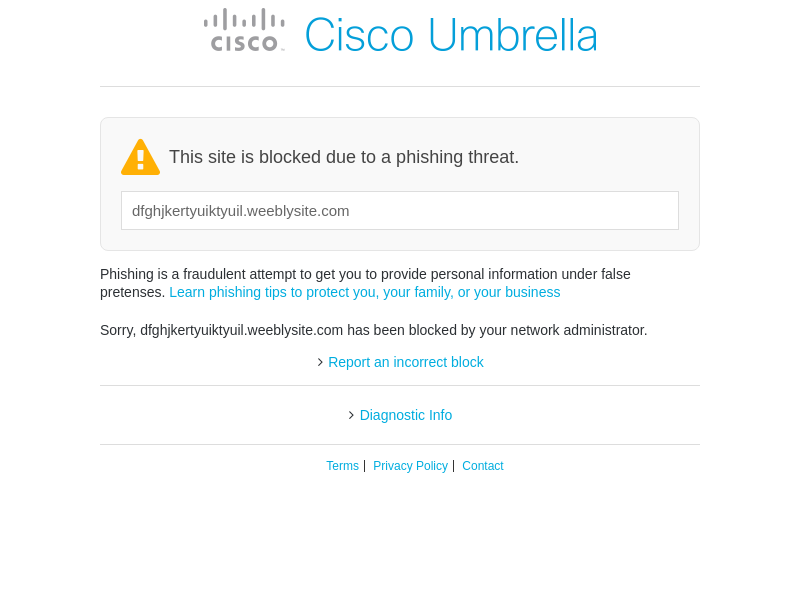 CISCO
Cisco Umbrella
This site is blocked due to a phishing threat.
dfghjkertyuiktyuil.weeblysite.com
Phishing is a fraudulent attempt to get you to provide personal information under false
pretenses. Learn phishing tips to protect you, your family, or your business
Sorry, dfghjkertyuiktyuil.weeblysite.com has been blocked by your network administrator.
> Report an incorrect block
> Diagnostic Info
Terms | Privacy Policy | Contact